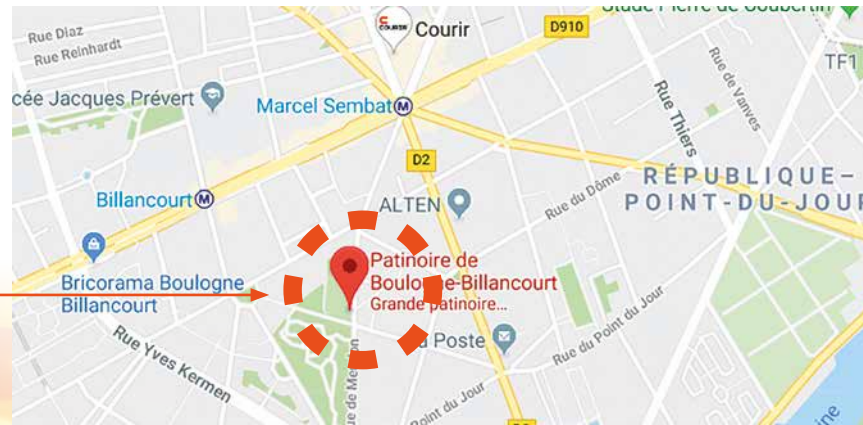 Stade Pierre de Coubertin
Rue Diaz
COURIR
Courir
D910
Rue Reinhardt
TF1
cée Jacques Prévert
Rue de Vanves
Marcel Sembat
M
Rue Thiers
D2
RÉPUBLIQUE-
POINT-DU-JOUR
Billancourt
M
ALTEN
Rue du Dôme
Patinoire de
Boulogne-Billancourt
Grande patinoire...
Bricorama Boulogne
Billancourt
Rue Yves Kermen
a Poste
Rue du Point du Jour
Point du Jour
ine